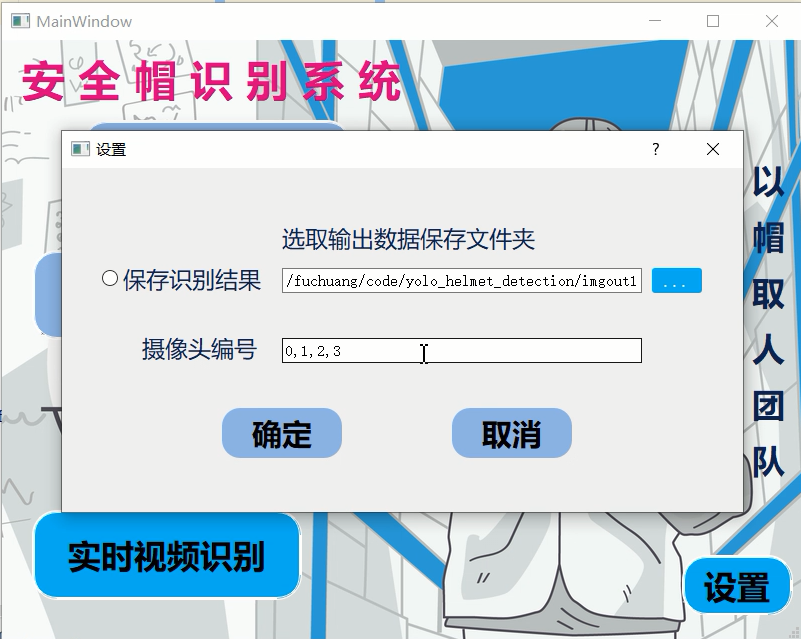 MainWindow
安全帽识别系统
设置
?
选取输出数据保存文件夹
保存识别结果
/fuchuang/code/yolo_helmet_detection/imgout1
...
摄像头编号
0,1,2,3
确定
取消
以帽取人团队
实时视频识别
设置